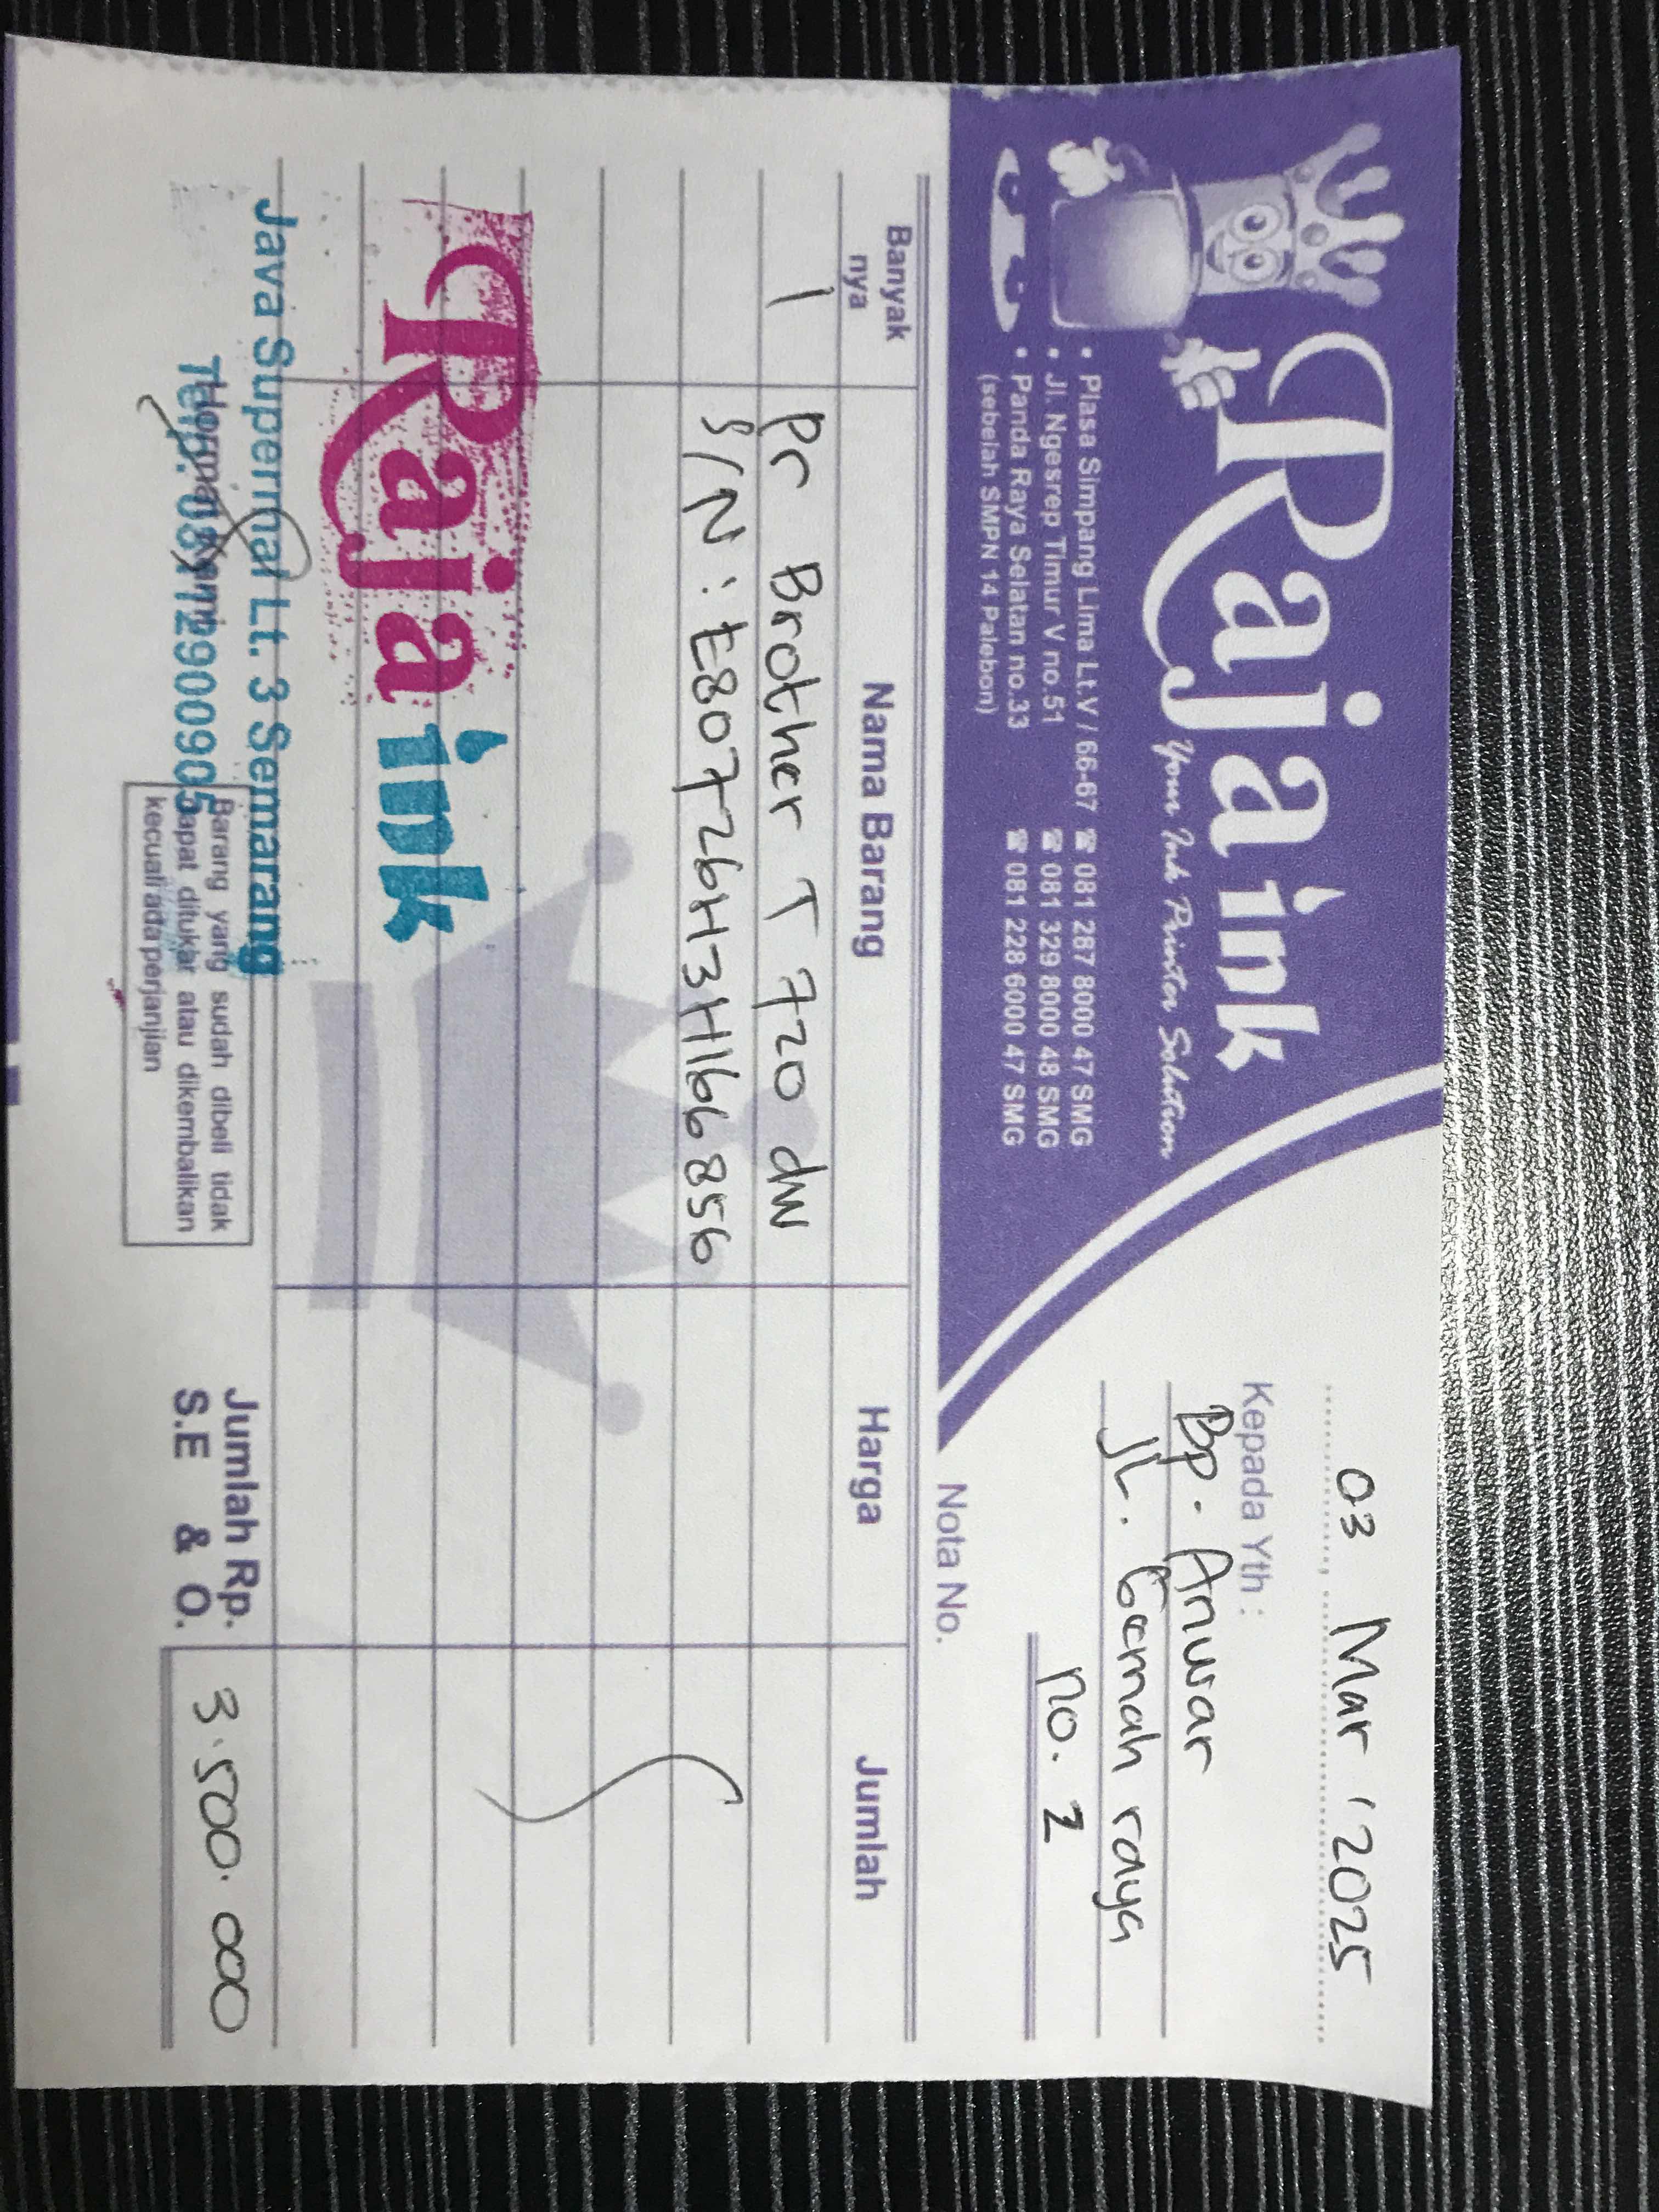 Raja ink
Your Ink Printer Solution
• Plasa Simpang Lima Lt.V / 66-67 ☎ 081 287 8000 47 SMG
• Jl. Ngesrep Timur V no.51 ☎ 081 329 8000 48 SMG
• Panda Raya Selatan no.33 ☎ 081 228 6000 47 SMG
(sebelah SMPN 14 Palebon)
03 Mar '2025
Kepada Yth :
Bp. Anwar
JL. Gemah raya
no. 2
Nota No.
Banyak nya Nama Barang Harga Jumlah
1 Pr Brother T 720 dw
S/N : E80726H3H166856
Raja ink
Java Supermal Lt. 3 Semarang
Telp. 08129000905
Hormat kami
Barang yang sudah dibeli tidak
dapat ditukar atau dikembalikan
kecuali ada perjanjian
Jumlah Rp. 3.500.000
S.E & O.